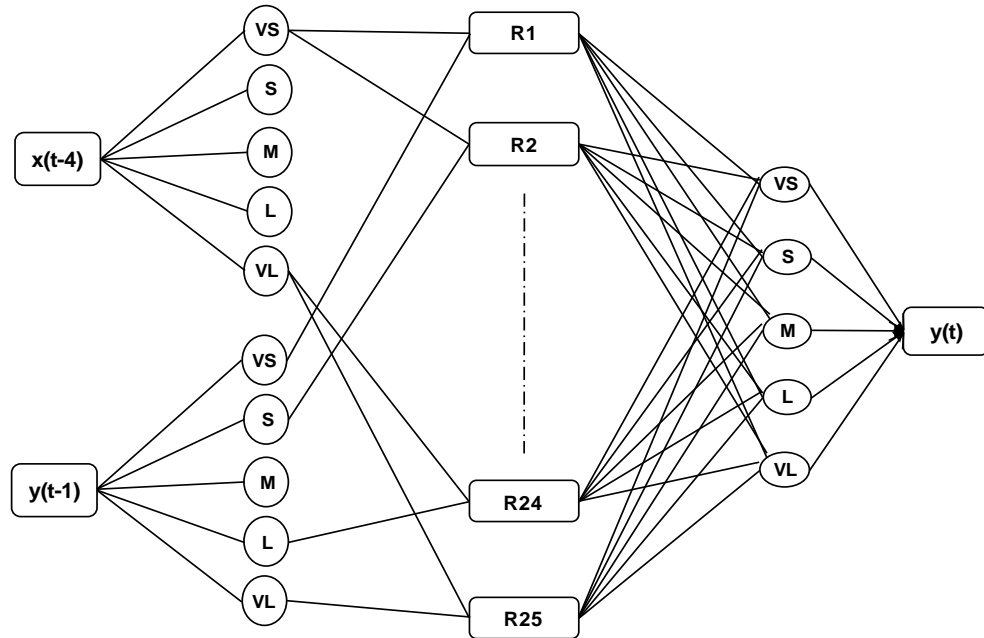 x(t-4)
y(t-1)
VS
S
M
L
VL
VS
S
M
L
VL
R1
R2
R24
R25
VS
S
M
L
VL
y(t)